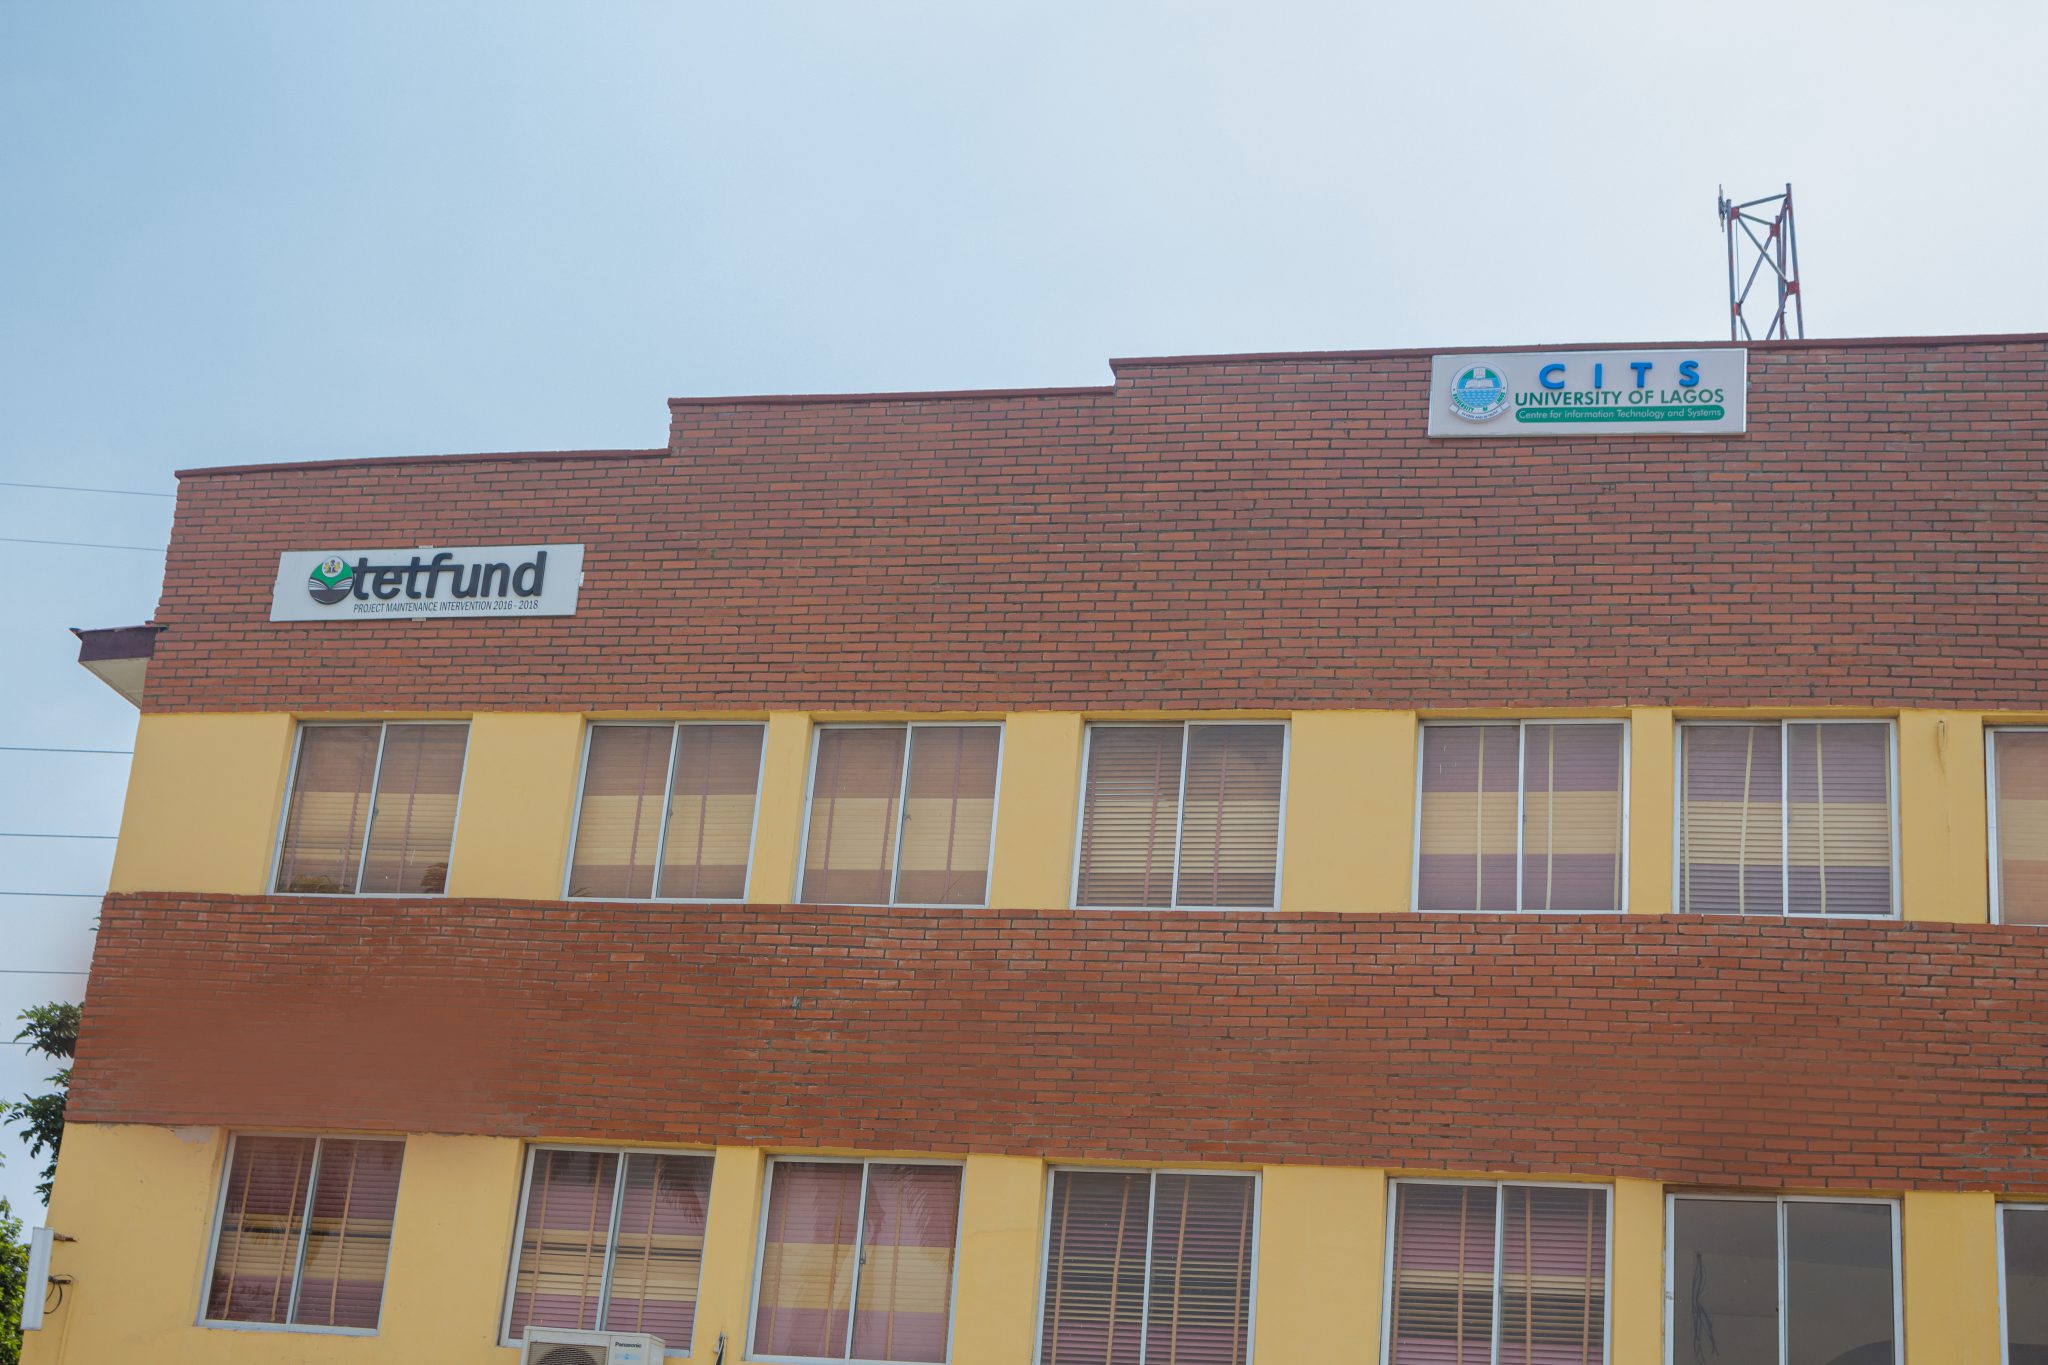 tetfund
PROJECT MAINTENANCE INTERVENTION 2016 - 2018
CITS
UNIVERSITY OF LAGOS
Centre for Information Technology and Systems
Panasonic